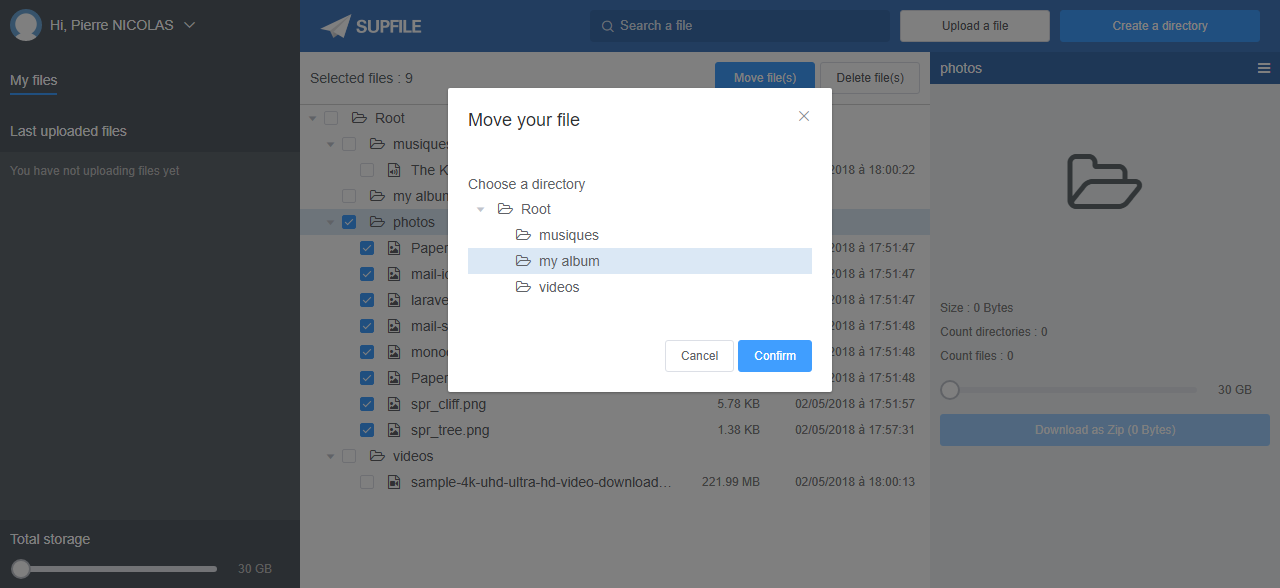 Hi, Pierre NICOLAS
SUPFILE
Search a file
Upload a file
Create a directory
My files
Last uploaded files
You have not uploading files yet
Total storage
30 GB
Selected files : 9
Move file(s)
Delete file(s)
Root
musiques
The K
2018 á 18:00:22
my album
photos
Paper
2018 á 17:51:47
mail-ic
2018 á 17:51:47
larave
2018 á 17:51:47
mail-s
2018 á 17:51:48
monoc
2018 á 17:51:48
Paper
2018 á 17:51:48
spr_cliff.png
5.78 KB
02/05/2018 á 17:51:57
spr_tree.png
1.38 KB
02/05/2018 á 17:57:31
videos
sample-4k-uhd-ultra-hd-video-download…
221.99 MB
02/05/2018 á 18:00:13
Move your file
Choose a directory
Root
musiques
my album
videos
Cancel
Confirm
photos
Size : 0 Bytes
Count directories : 0
Count files : 0
30 GB
Download as Zip (0 Bytes)